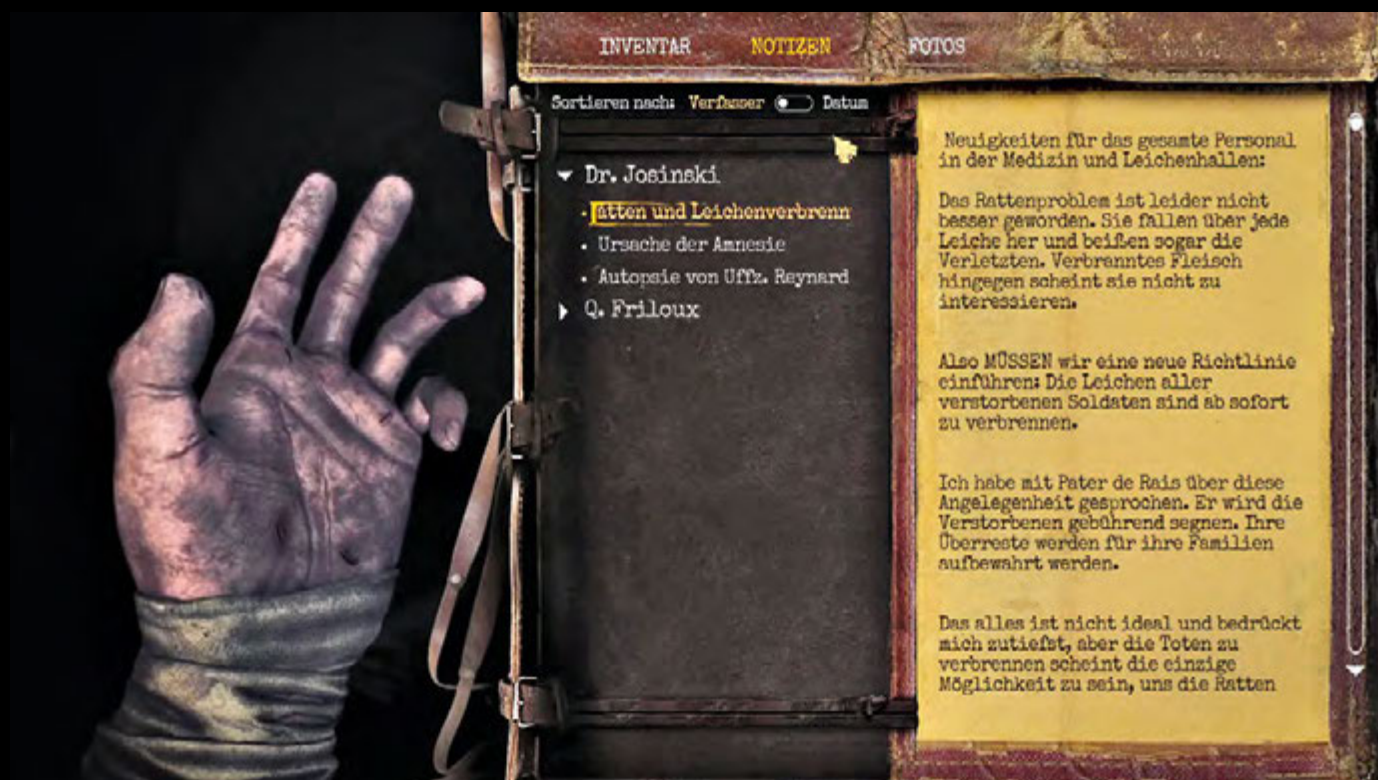 INVENTAR NOTIZEN FOTOS
Sortieren nach: Verfasser Datum
Dr. Josinski
• atten und Leichenverbrenn
• Ursache der Amnesie
• Autopsie von Uffz. Reynard
Q. Friloux
Neuigkeiten für das gesamte Personal
in der Medizin und Leichenhallen:
Das Rattenproblem ist leider nicht
besser geworden. Sie fallen über jede
Leiche her und beißen sogar die
Verletzten. Verbranntes Fleisch
hingegen scheint sie nicht zu
interessieren.
Also MÜSSEN wir eine neue Richtlinie
einführen: Die Leichen aller
verstorbenen Soldaten sind ab sofort
zu verbrennen.
Ich habe mit Pater de Rais über diese
Angelegenheit gesprochen. Er wird die
Verstorbenen gebührend segnen. Ihre
Überreste werden für ihre Familien
aufbewahrt werden.
Das alles ist nicht ideal und bedrückt
mich zutiefst, aber die Toten zu
verbrennen scheint die einzige
Möglichkeit zu sein, uns die Ratten